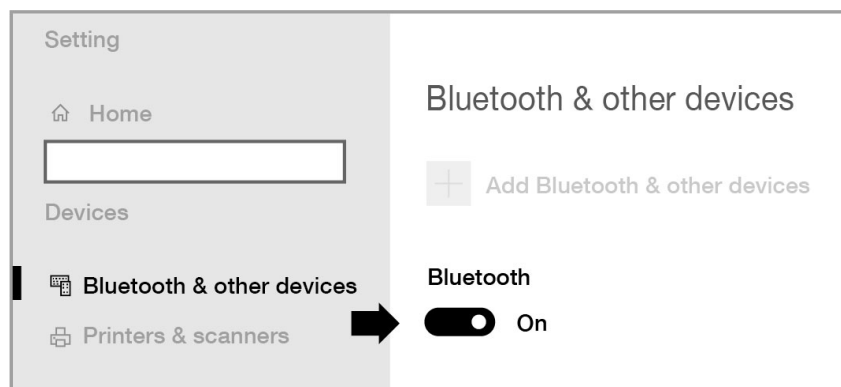 Setting
Home
Devices
Bluetooth & other devices
Printers & scanners
Bluetooth & other devices
Add Bluetooth & other devices
Bluetooth
On